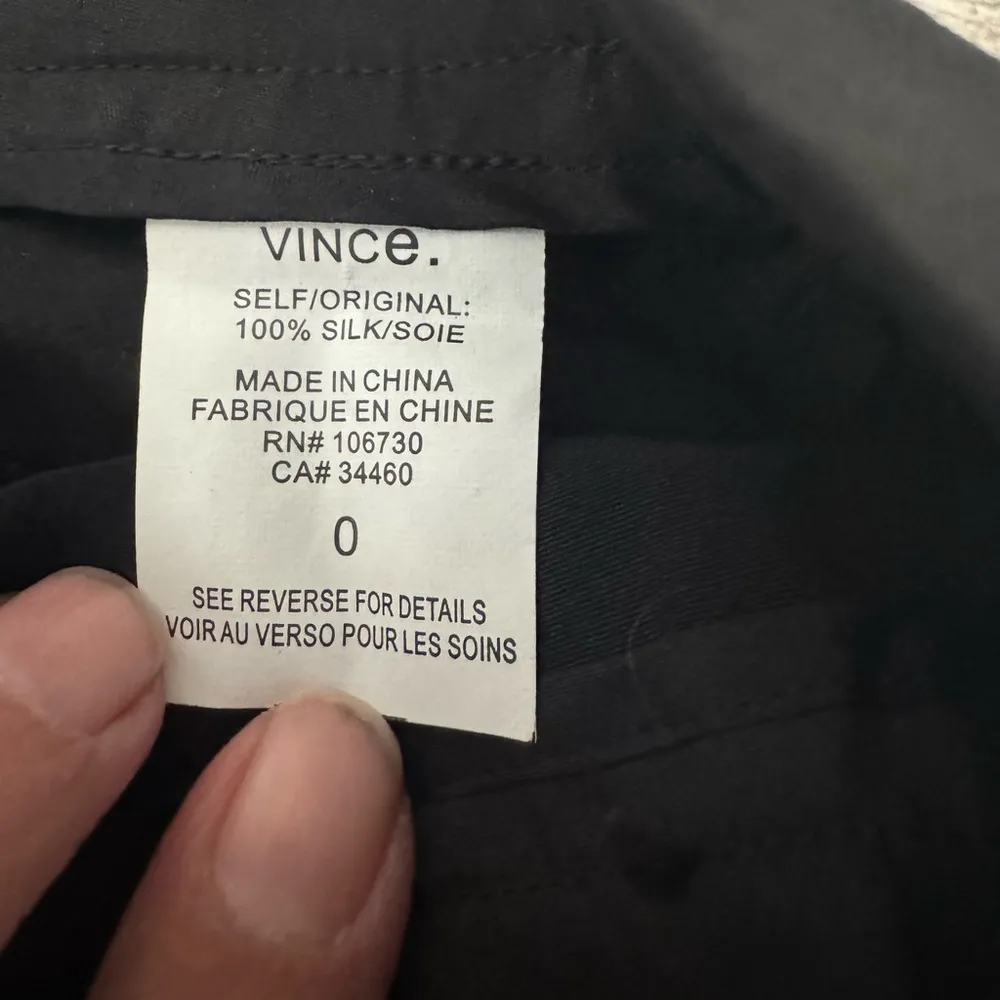 VINCe.
SELF/ORIGINAL:
100% SILK/SOIE
MADE IN CHINA
FABRIQUE EN CHINE
RN# 106730
CA# 34460
0
SEE REVERSE FOR DETAILS
VOIR AU VERSO POUR LES SOINS